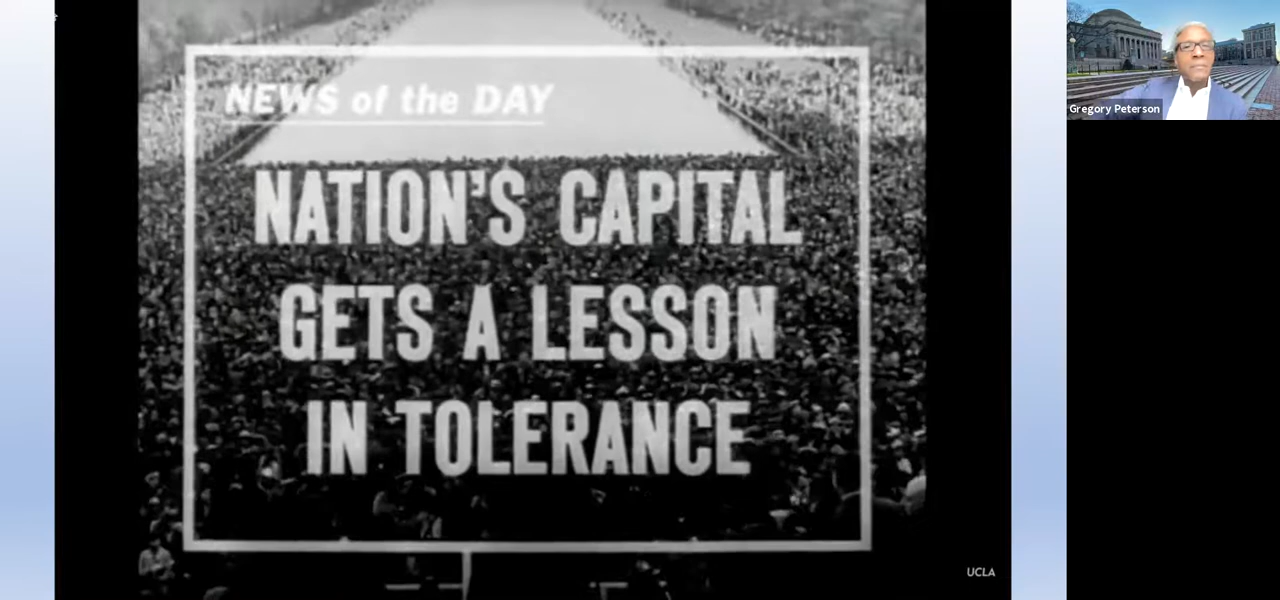 NEWS of the DAY
NATION'S CAPITAL
GETS A LESSON
IN TOLERANCE
UCLA
Gregory Peterson